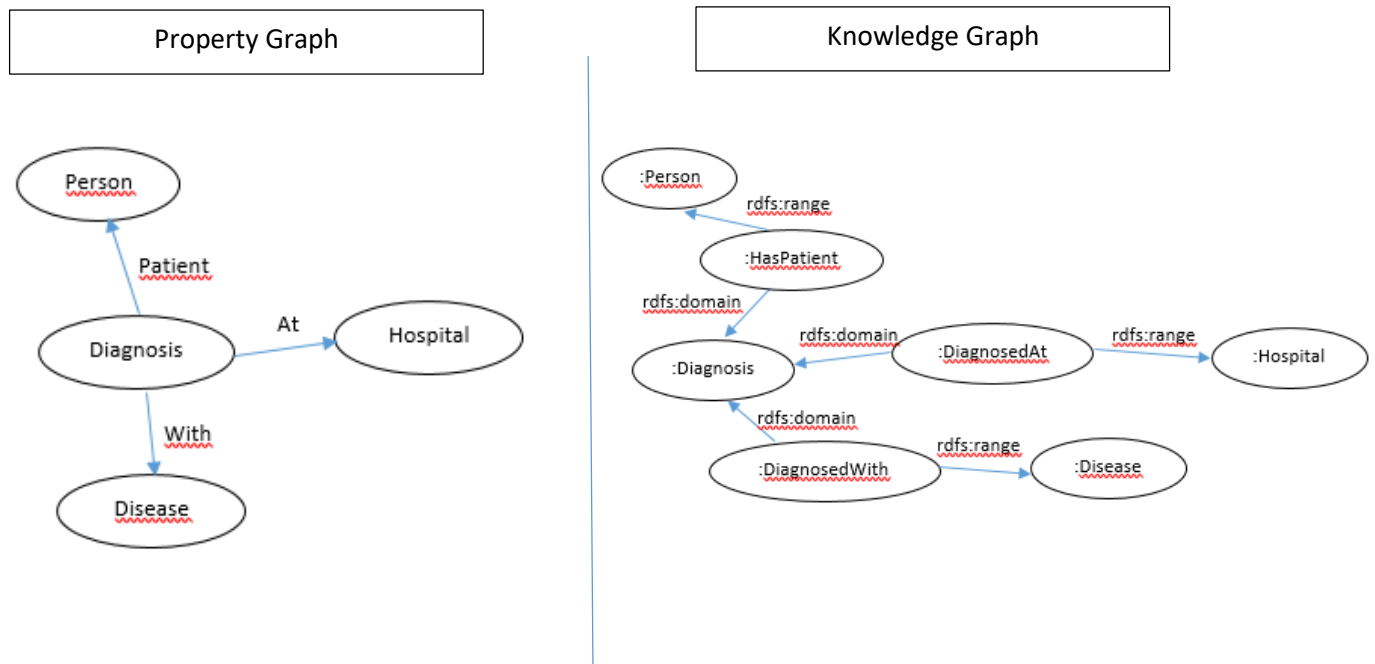 Property Graph
Person
Patient
At
Hospital
Diagnosis
With
Disease
Knowledge Graph
:Person
rdfs:range
:HasPatient
rdfs:domain
rdfs:domain
:DiagnosedAt
rdfs:range
:Hospital
:Diagnosis
rdfs:domain
:DiagnosedWith
rdfs:range
:Disease